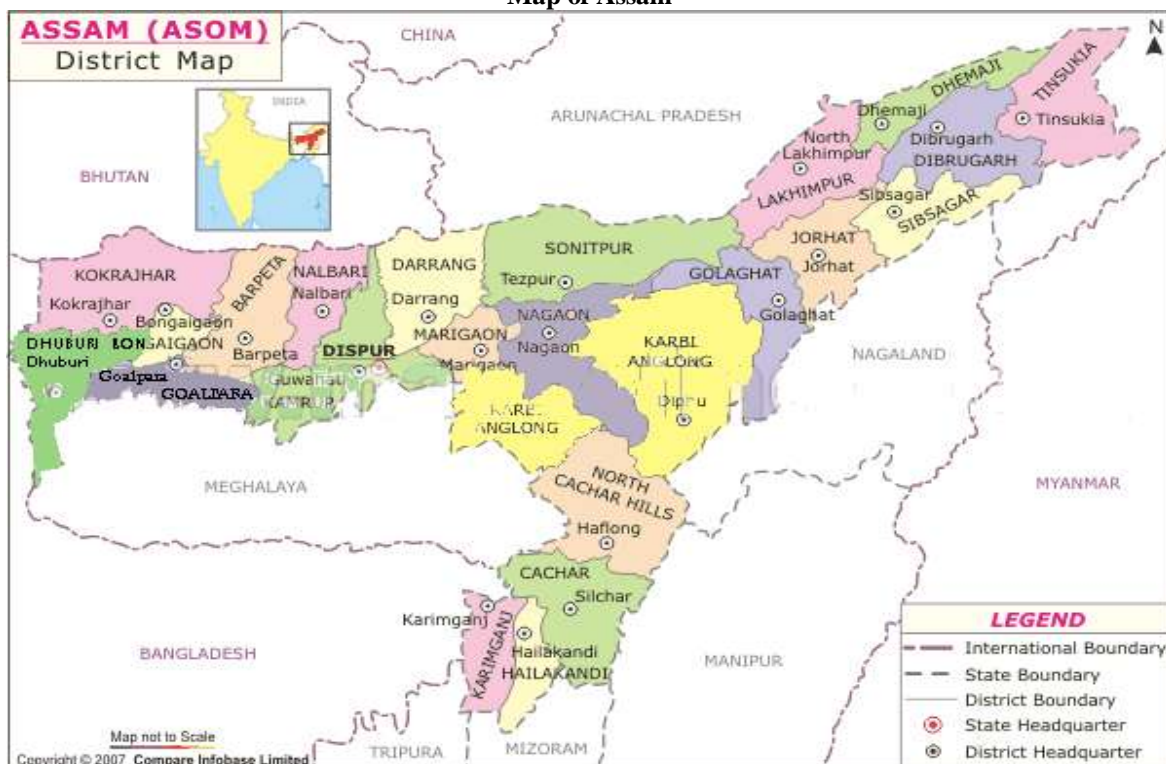 Map of Assam
ASSAM (ASOM)
District Map
CHINA
N
INDIA
ARUNACHAL PRADESH
BHUTAN
DHEMAJI
Dhemaji
TINSUKIA
Tinsukia
North
Lakhimpur
LAKHIMPUR
Dibrugarh
DIBRUGARH
Sibsagar
SIBSAGAR
JORHAT
Jorhat
SONITPUR
Tezpur
GOLAGHAT
Golaghat
KOKRAJHAR
Kokrajhar
BARPETA
Barpeta
NALBARI
Nalbari
DARRANG
Darrang
Bongaigaon
BON
GAIGAON
DHUBURI
Dhuburi
Goalpara
GOALPARA
DISPUR
Guwahati
KAMRUP
MARIGAON
Marigaon
NAGAON
Nagaon
KARBI
ANGLONG
Diphu
KARBI
ANGLONG
NAGALAND
MEGHALAYA
NORTH
CACHAR HILLS
Haflong
MYANMAR
CACHAR
Silchar
Karimganj
KARIMGANJ
Hailakandi
HAILAKANDI
BANGLADESH
MANIPUR
TRIPURA
MIZORAM
LEGEND
International Boundary
State Boundary
District Boundary
State Headquarter
District Headquarter
Map not to Scale
Copyright © 2007 Compare Infobase Limited